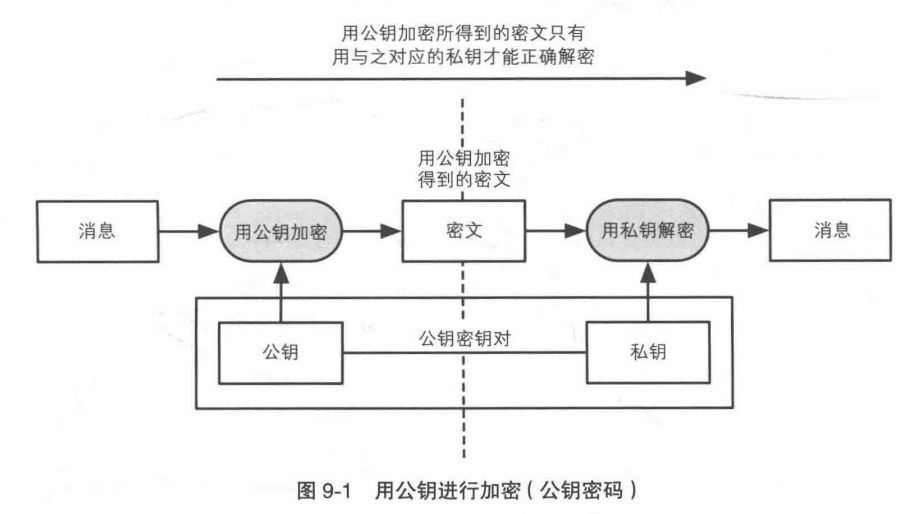 用公钥加密所得到的密文只有
用与之对应的私钥才能正确解密
用公钥加密
得到的密文
消息
用公钥加密
密文
用私钥解密
消息
公钥
公钥密钥对
私钥
图 9-1 用公钥进行加密（公钥密码）